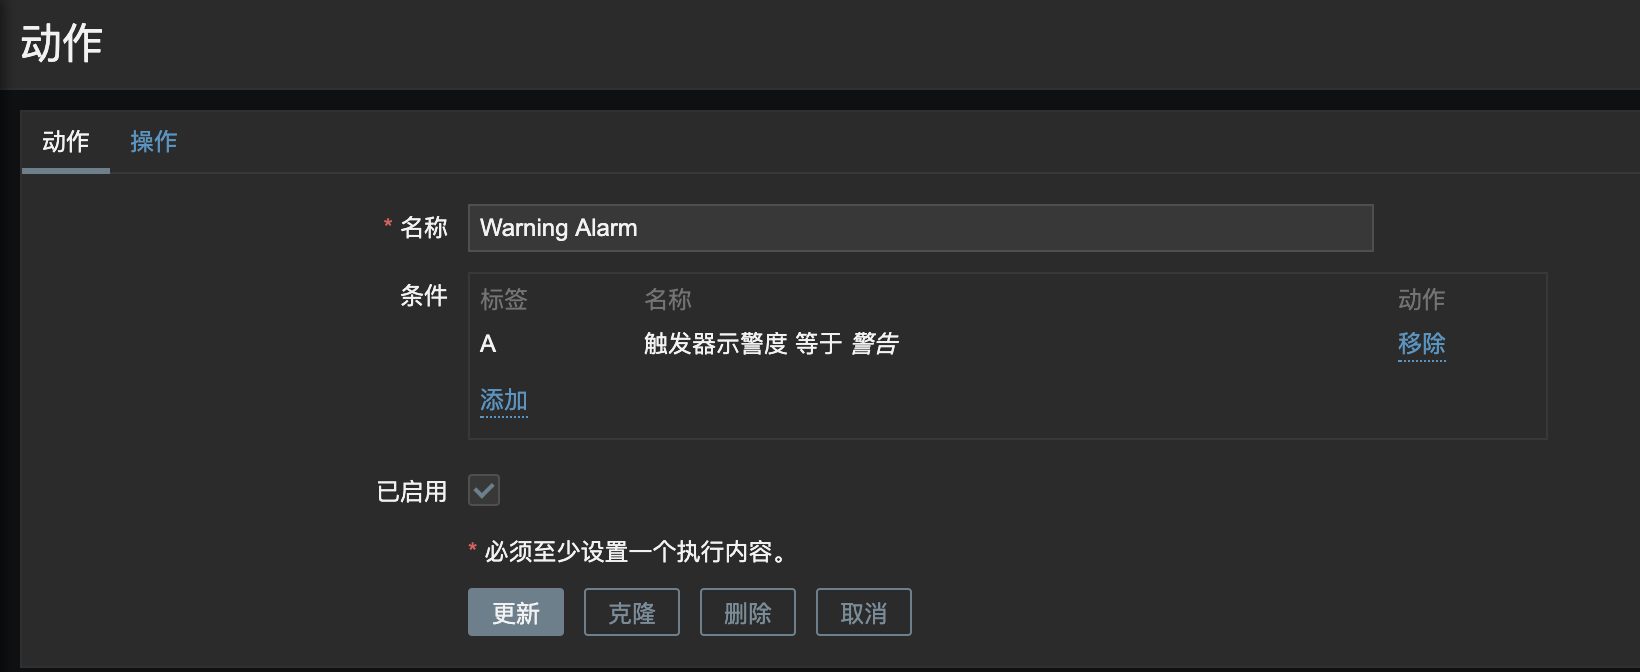 动作
动作 操作
* 名称 Warning Alarm
条件 标签 名称 动作
A 触发器示警度 等于 警告 移除
添加
已启用
* 必须至少设置一个执行内容。
更新 克隆 删除 取消